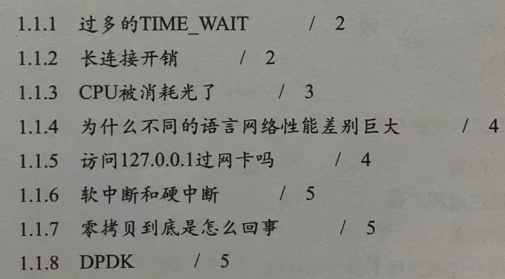 1.1.1 过多的TIME_WAIT / 2
1.1.2 长连接开销 / 2
1.1.3 CPU被消耗光了 / 3
1.1.4 为什么不同的语言网络性能差别巨大 / 4
1.1.5 访问127.0.0.1过网卡吗 / 4
1.1.6 软中断和硬中断 / 5
1.1.7 零拷贝到底是怎么回事 / 5
1.1.8 DPDK / 5